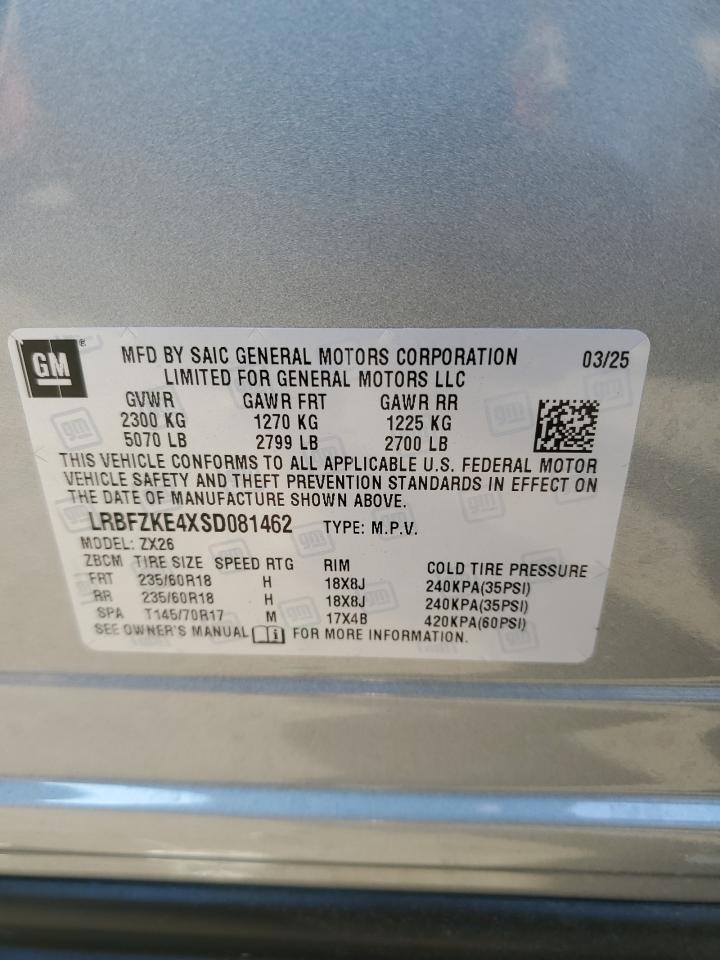 GM ® MFD BY SAIC GENERAL MOTORS CORPORATION 03/25
LIMITED FOR GENERAL MOTORS LLC
GVWR GAWR FRT GAWR RR
2300 KG 1270 KG 1225 KG
5070 LB 2799 LB 2700 LB
THIS VEHICLE CONFORMS TO ALL APPLICABLE U.S. FEDERAL MOTOR
VEHICLE SAFETY AND THEFT PREVENTION STANDARDS IN EFFECT ON
THE DATE OF MANUFACTURE SHOWN ABOVE.
LRBFZKE4XSD081462 TYPE: M.P.V.
MODEL: ZX26
ZBCM TIRE SIZE SPEED RTG RIM COLD TIRE PRESSURE
FRT 235/60R18 H 18X8J 240KPA(35PSI)
RR 235/60R18 H 18X8J 240KPA(35PSI)
SPA T145/70R17 M 17X4B 420KPA(60PSI)
SEE OWNER'S MANUAL FOR MORE INFORMATION.